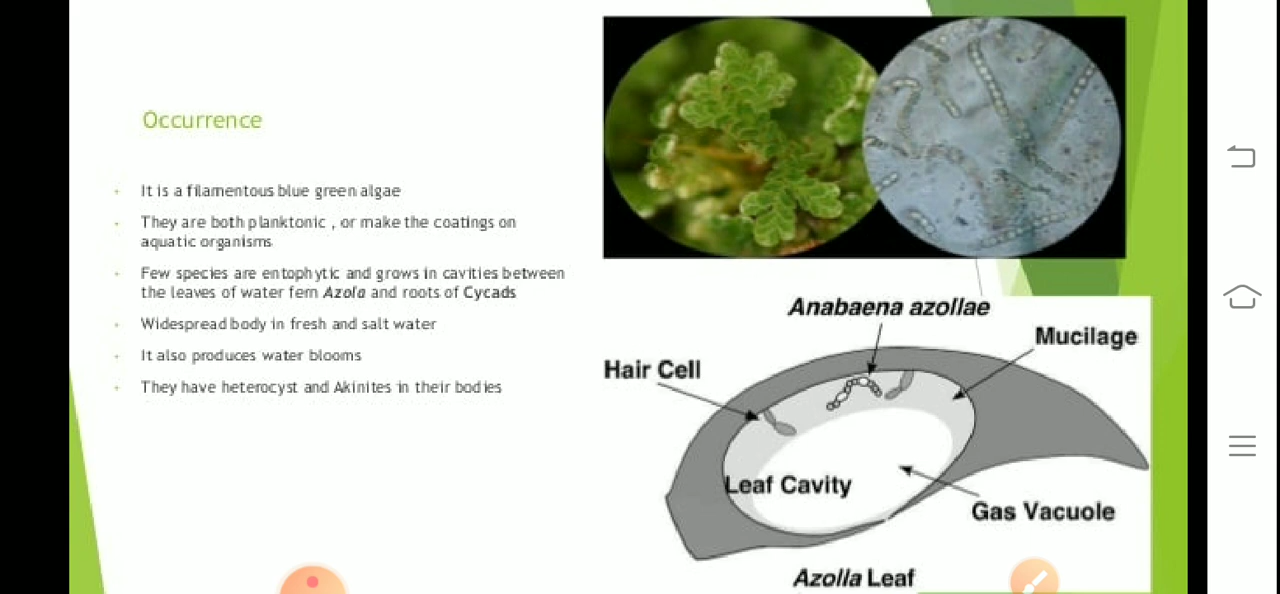 Occurrence
It is a filamentous blue green algae
They are both planktonic , or make the coatings on
aquatic organisms
Few species are entophytic and grows in cavities between
the leaves of water fern Azola and roots of Cycads
Widespread body in fresh and salt water
It also produces water blooms
They have heterocyst and Akinites in their bodies
Anabaena azollae
Mucilage
Hair Cell
Leaf Cavity
Gas Vacuole
Azolla Leaf